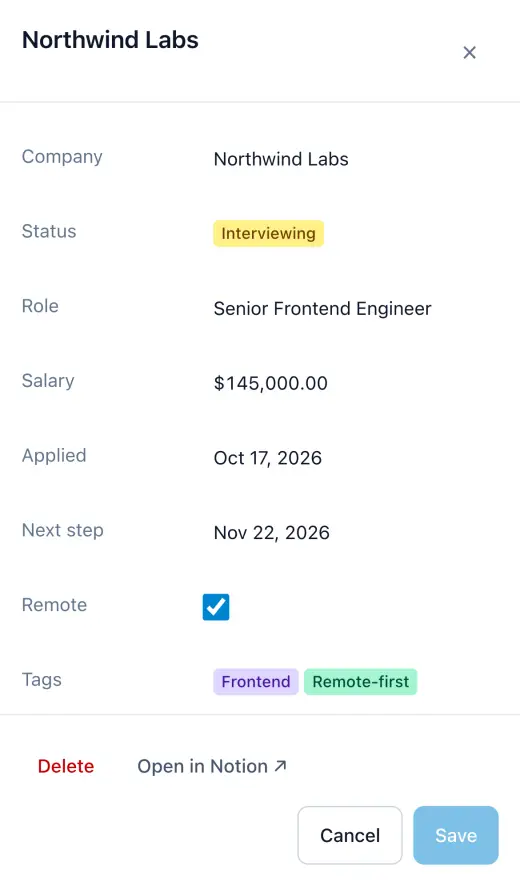 Northwind Labs
Company Northwind Labs
Status Interviewing
Role Senior Frontend Engineer
Salary $145,000.00
Applied Oct 17, 2026
Next step Nov 22, 2026
Remote
Tags Frontend Remote-first
Delete Open in Notion ↗
Cancel Save